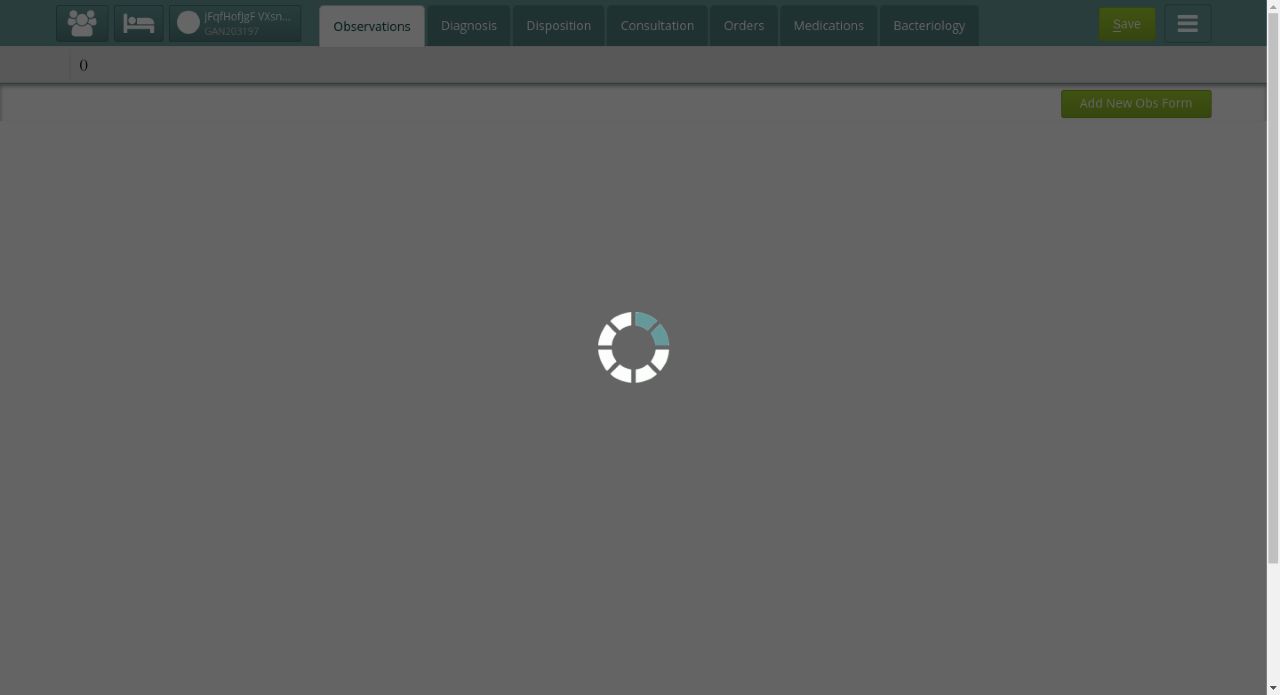 jFqfHofJgF VXsn...
GAN203197
Observations
Diagnosis
Disposition
Consultation
Orders
Medications
Bacteriology
Save
()
Add New Obs Form